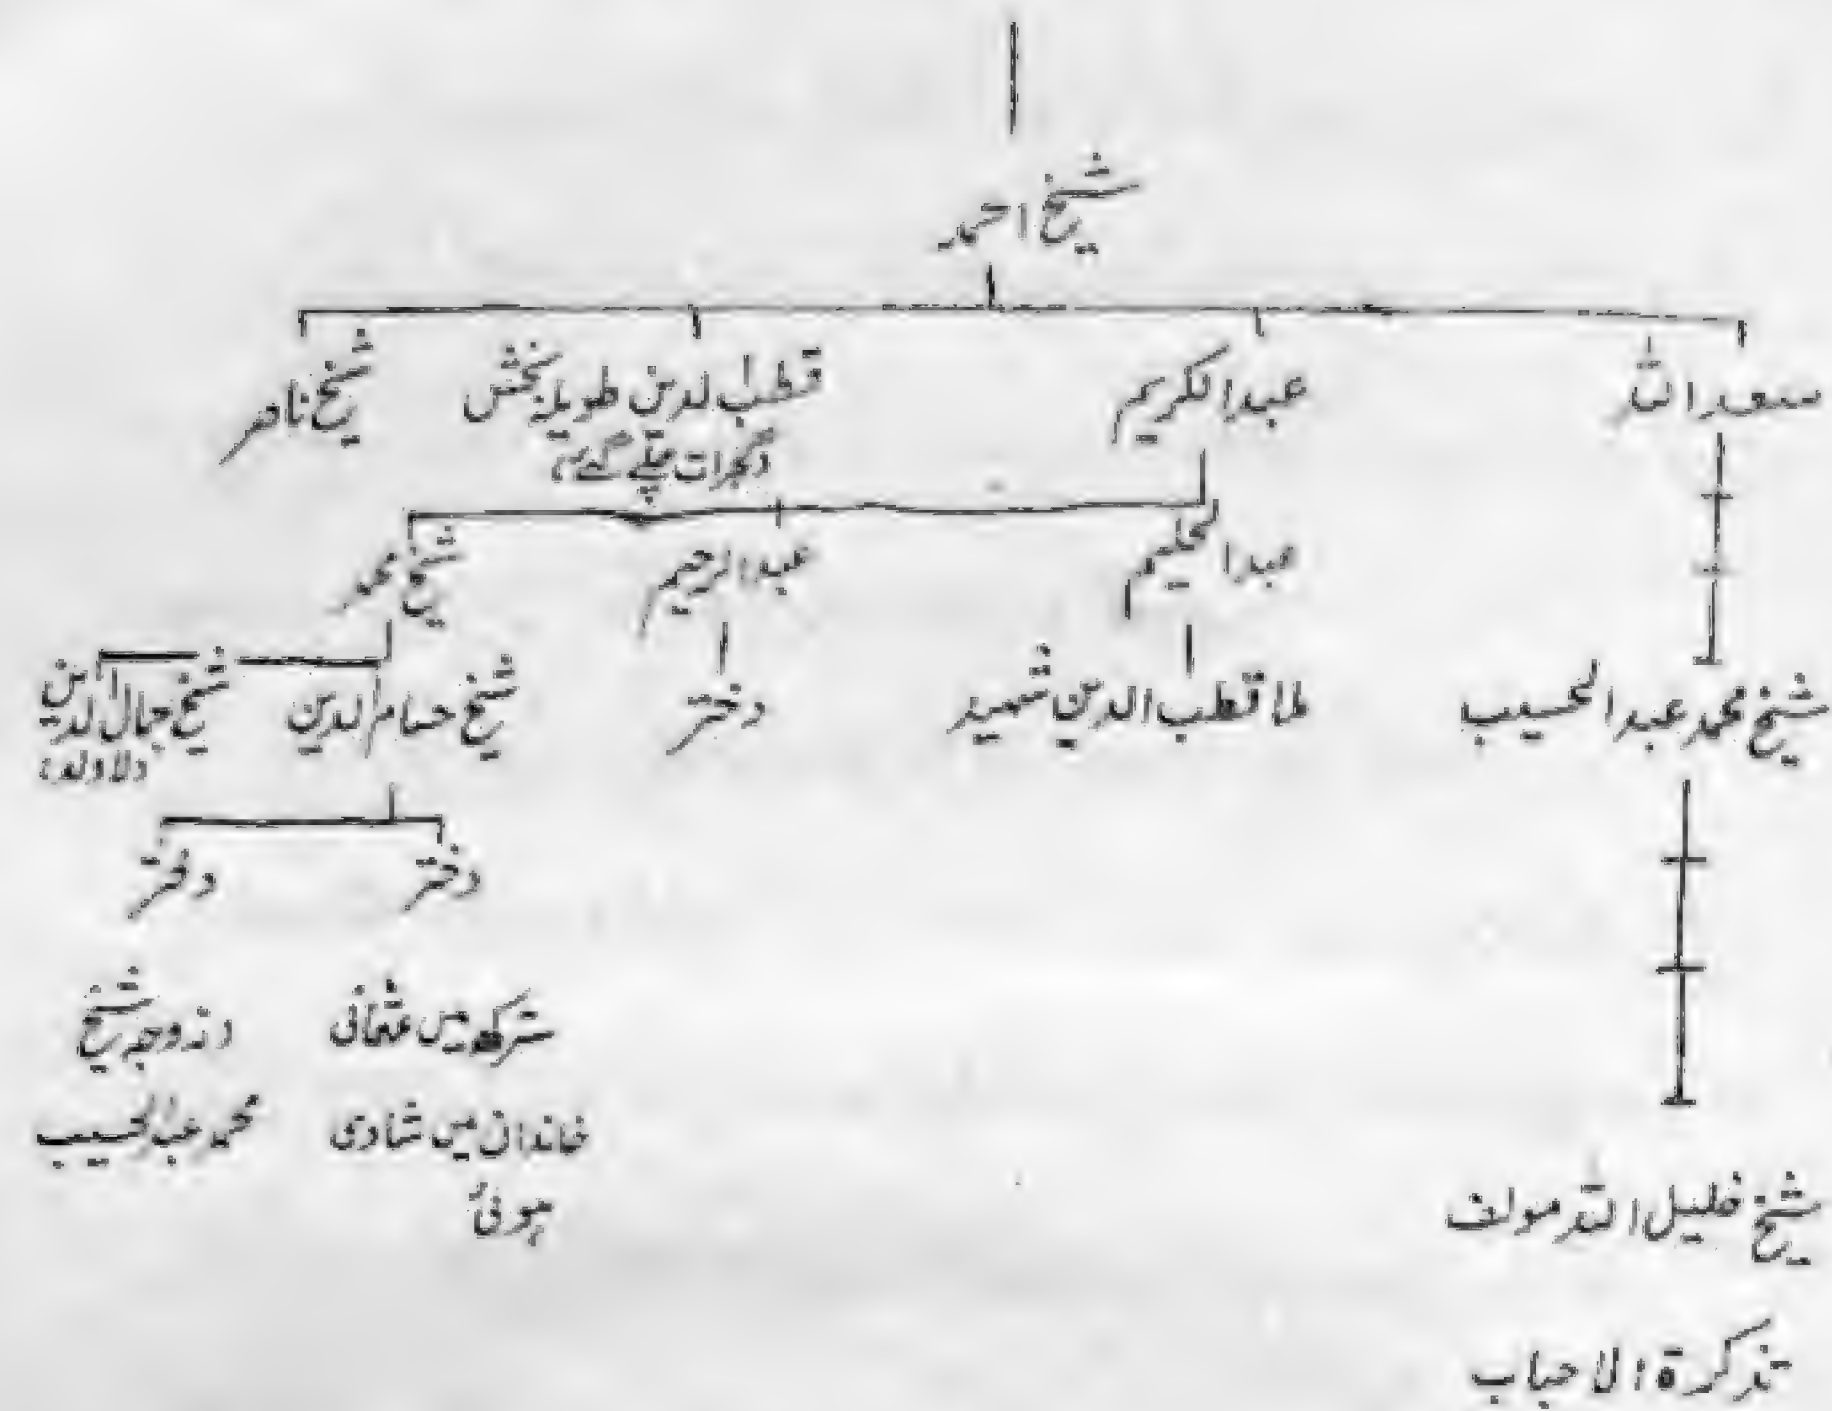 شیخ احمد
سعد اللہ
عبدالکریم
قطب الدین طویلہ بخش
(گجرات چلے گئے)
شیخ ناصر
عبدالحلیم
عبدالرحیم
شیخ محمد
شیخ محمد عبدالحسیب
ملا قطب الدین شہید
دختر
شیخ حسام الدین
شیخ جمال الدین
(لاولد)
دختر
دختر
میں عثمانی
خاندان میں شادی
ہوئی
(زوجہ شیخ
محمد عبدالحسیب
شیخ خلیل اللہ مولف
تذکرۃ الاحباب